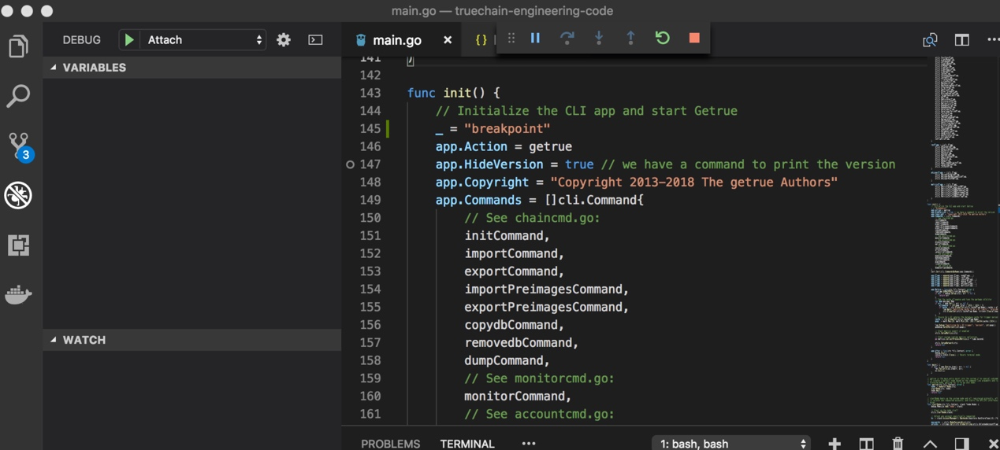 main.go — truechain-engineering-code
DEBUG Attach
main.go
VARIABLES
WATCH
3
141 )
142
143 func init() {
144 // Initialize the CLI app and start Getrue
145 _ = "breakpoint"
146 app.Action = getrue
147 app.HideVersion = true // we have a command to print the version
148 app.Copyright = "Copyright 2013-2018 The getrue Authors"
149 app.Commands = []cli.Command{
150 // See chaincmd.go:
151 initCommand,
152 importCommand,
153 exportCommand,
154 importPreimagesCommand,
155 exportPreimagesCommand,
156 copydbCommand,
157 removedbCommand,
158 dumpCommand,
159 // See monitorcmd.go:
160 monitorCommand,
161 // See accountcmd.go:
PROBLEMS TERMINAL ••• 1: bash, bash